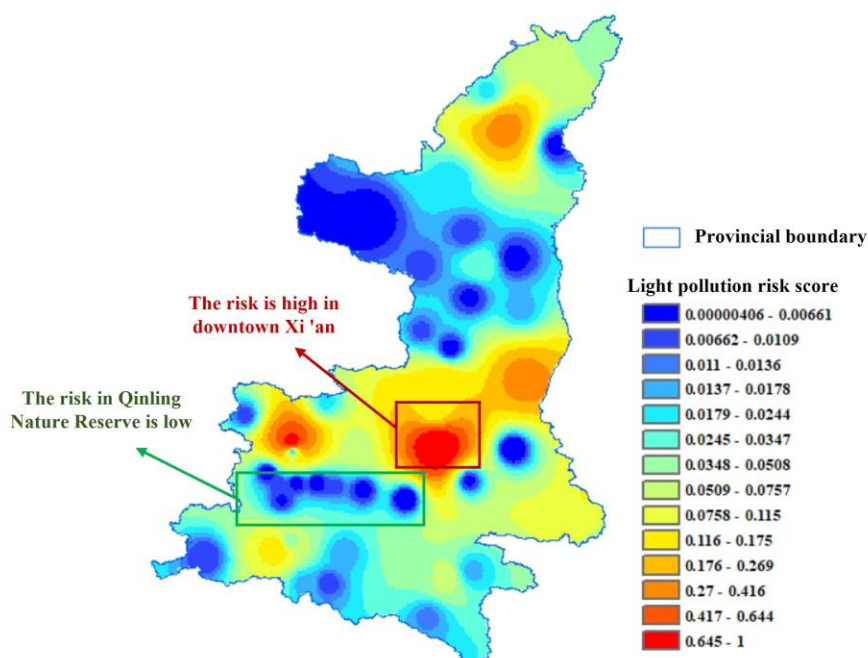 Provincial boundary
Light pollution risk score
0.00000406 - 0.00661
0.00662 - 0.0109
0.011 - 0.0136
0.0137 - 0.0178
0.0179 - 0.0244
0.0245 - 0.0347
0.0348 - 0.0508
0.0509 - 0.0757
0.0758 - 0.115
0.116 - 0.175
0.176 - 0.269
0.27 - 0.416
0.417 - 0.644
0.645 - 1
The risk is high in
downtown Xi 'an
The risk in Qinling
Nature Reserve is low